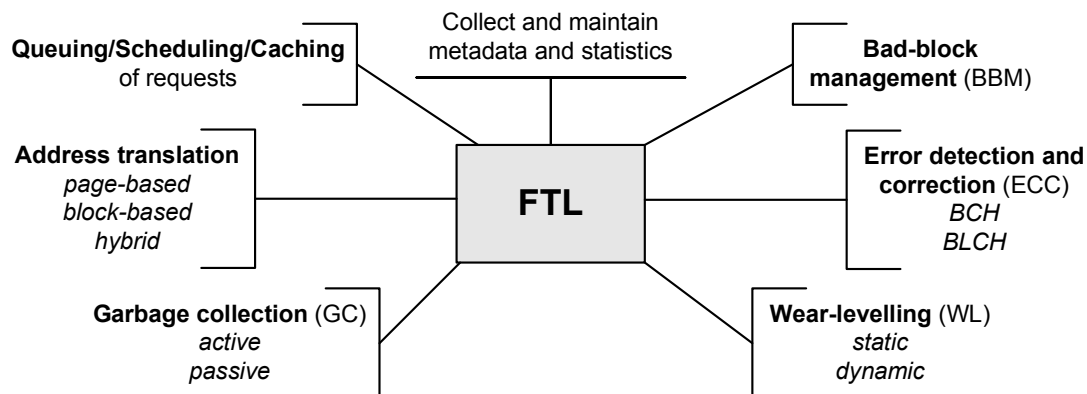 Queuing/Scheduling/Caching
of requests
Collect and maintain
metadata and statistics
Bad-block
management (BBM)
Address translation
page-based
block-based
hybrid
FTL
Error detection and
correction (ECC)
BCH
BLCH
Garbage collection (GC)
active
passive
Wear-levelling (WL)
static
dynamic